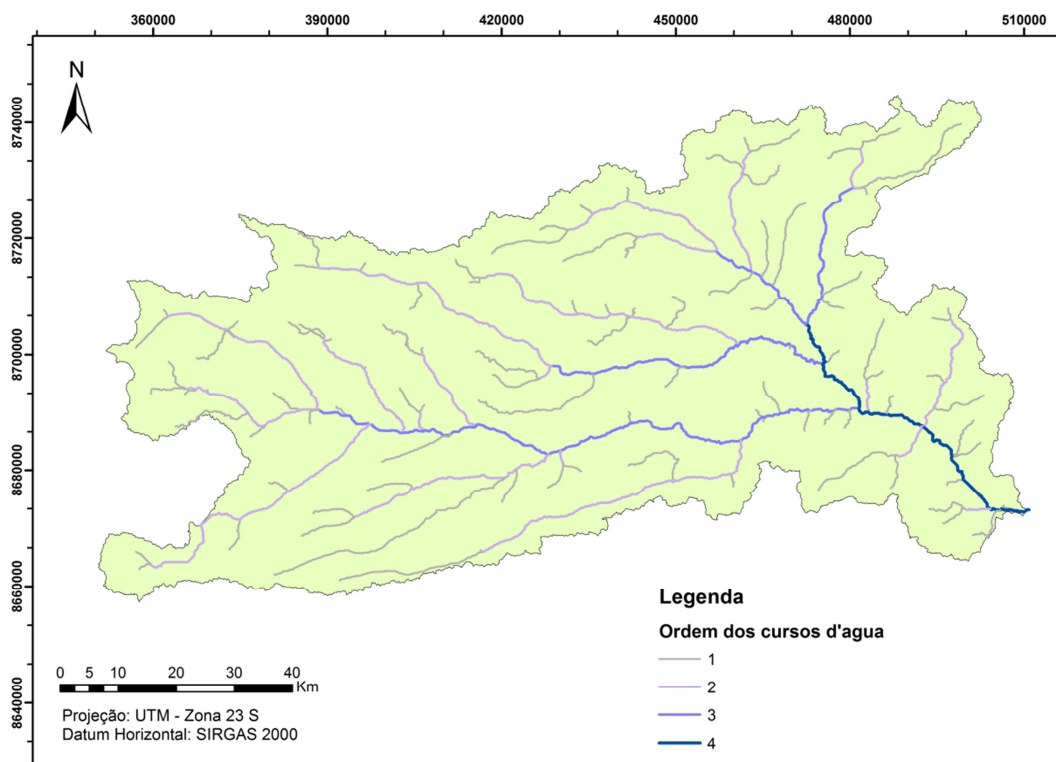 360000 390000 420000 450000 480000 510000
N
8740000
8720000
8700000
8680000
8660000
8640000
Legenda
Ordem dos cursos d'agua
1
2
3
4
0 5 10 20 30 40
Km
Projeção: UTM - Zona 23 S
Datum Horizontal: SIRGAS 2000